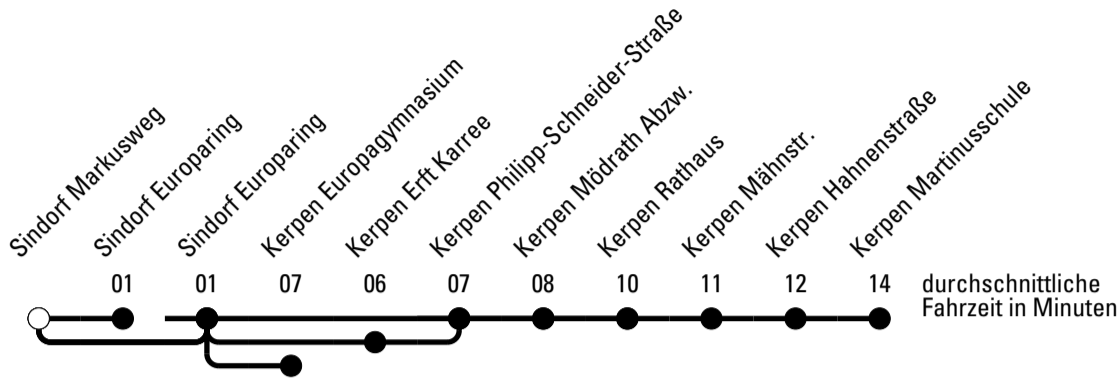 Sindorf Markusweg
Sindorf Europaring
Sindorf Europaring
Kerpen Europagymnasium
Kerpen Erft Karree
Kerpen Philipp-Schneider-Straße
Kerpen Mödrath Abzw.
Kerpen Rathaus
Kerpen Mähnstr.
Kerpen Hahnenstraße
Kerpen Martinusschule
01 01 07 06 07 08 10 11 12 14 durchschnittliche
Fahrzeit in Minuten